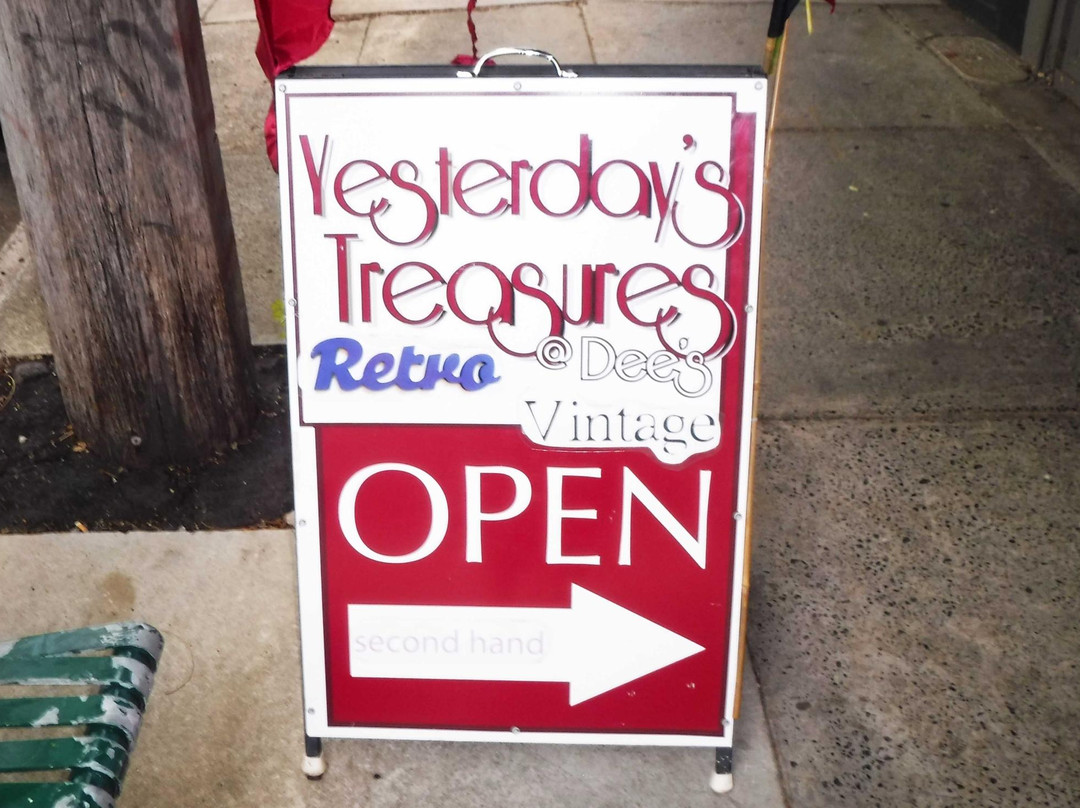 Yesterday's
Treasures
Retro @ Dee's
Vintage
OPEN
second hand